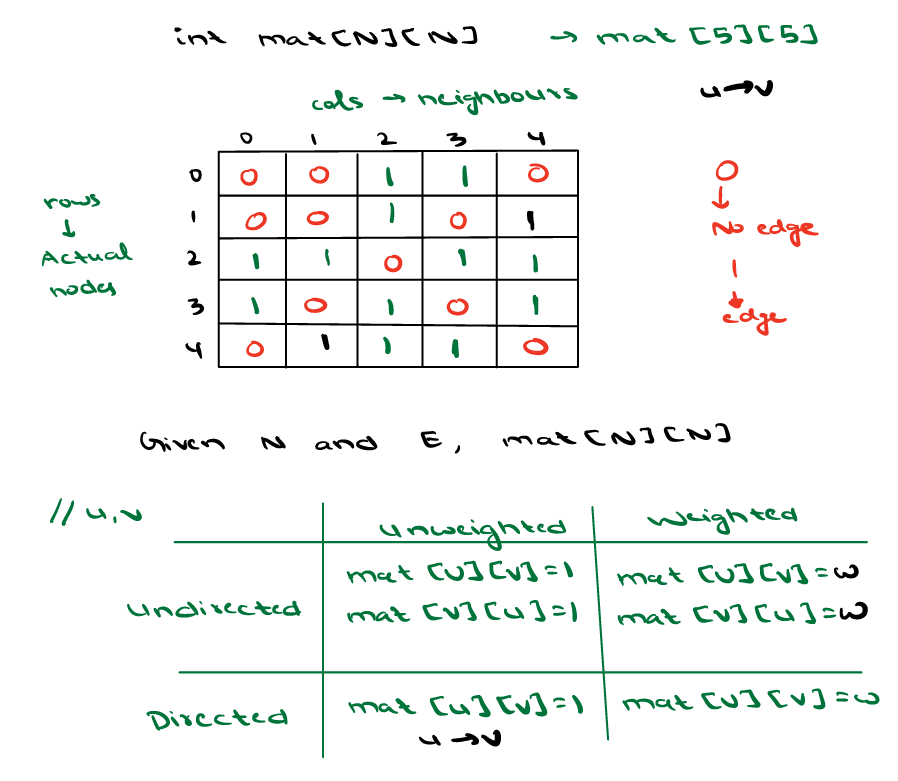 int mat[N][N] → mat [5][5]
cols → neighbours
u→v
0 1 2 3 4
0 0 0 1 1 0
1 0 0 1 0 1
2 1 1 0 1 1
3 1 0 1 0 1
4 0 1 1 1 0
rows
↓
Actual
nodes
0
↓
No edge
1
↓
edge
Given N and E, mat[N][N]
// u,v
unweighted weighted
undirected
mat [u][v]=1
mat [v][u]=1
mat [u][v]=w
mat [v][u]=w
Directed
mat [u][v]=1
u→v
mat [u][v]=w